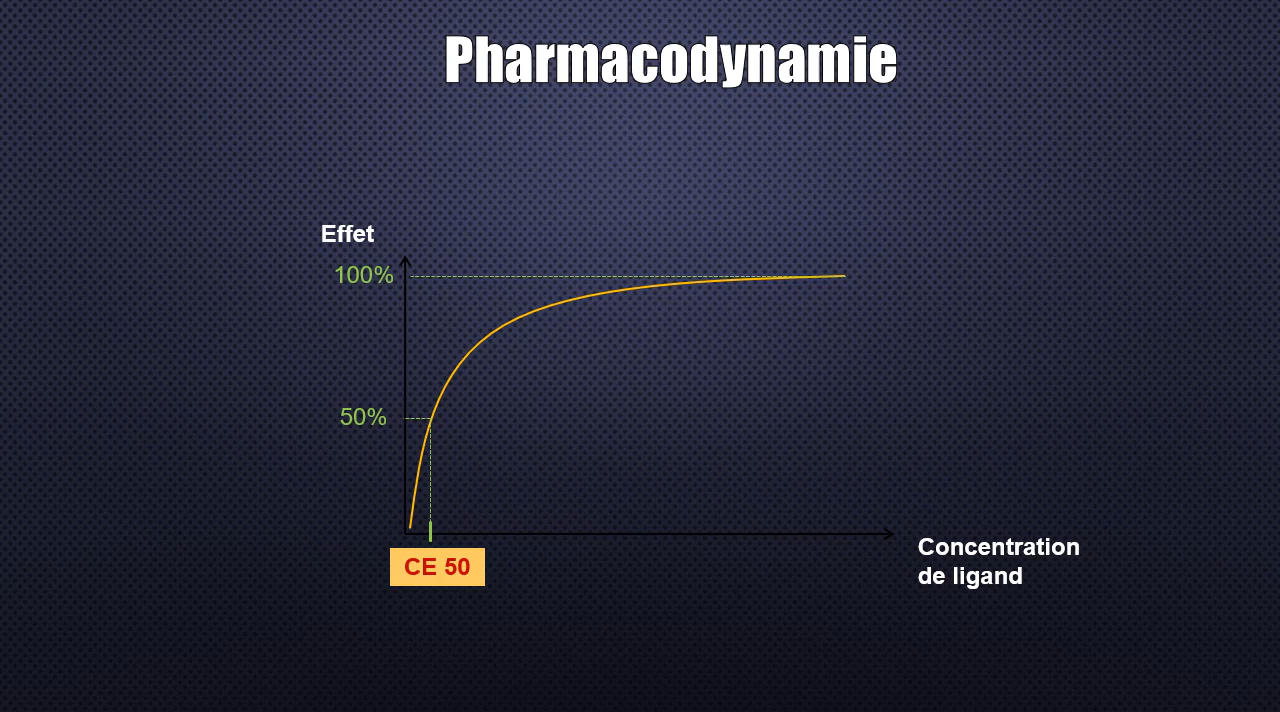 Pharmacodynamie
Effet
100%
50%
CE 50
Concentration
de ligand